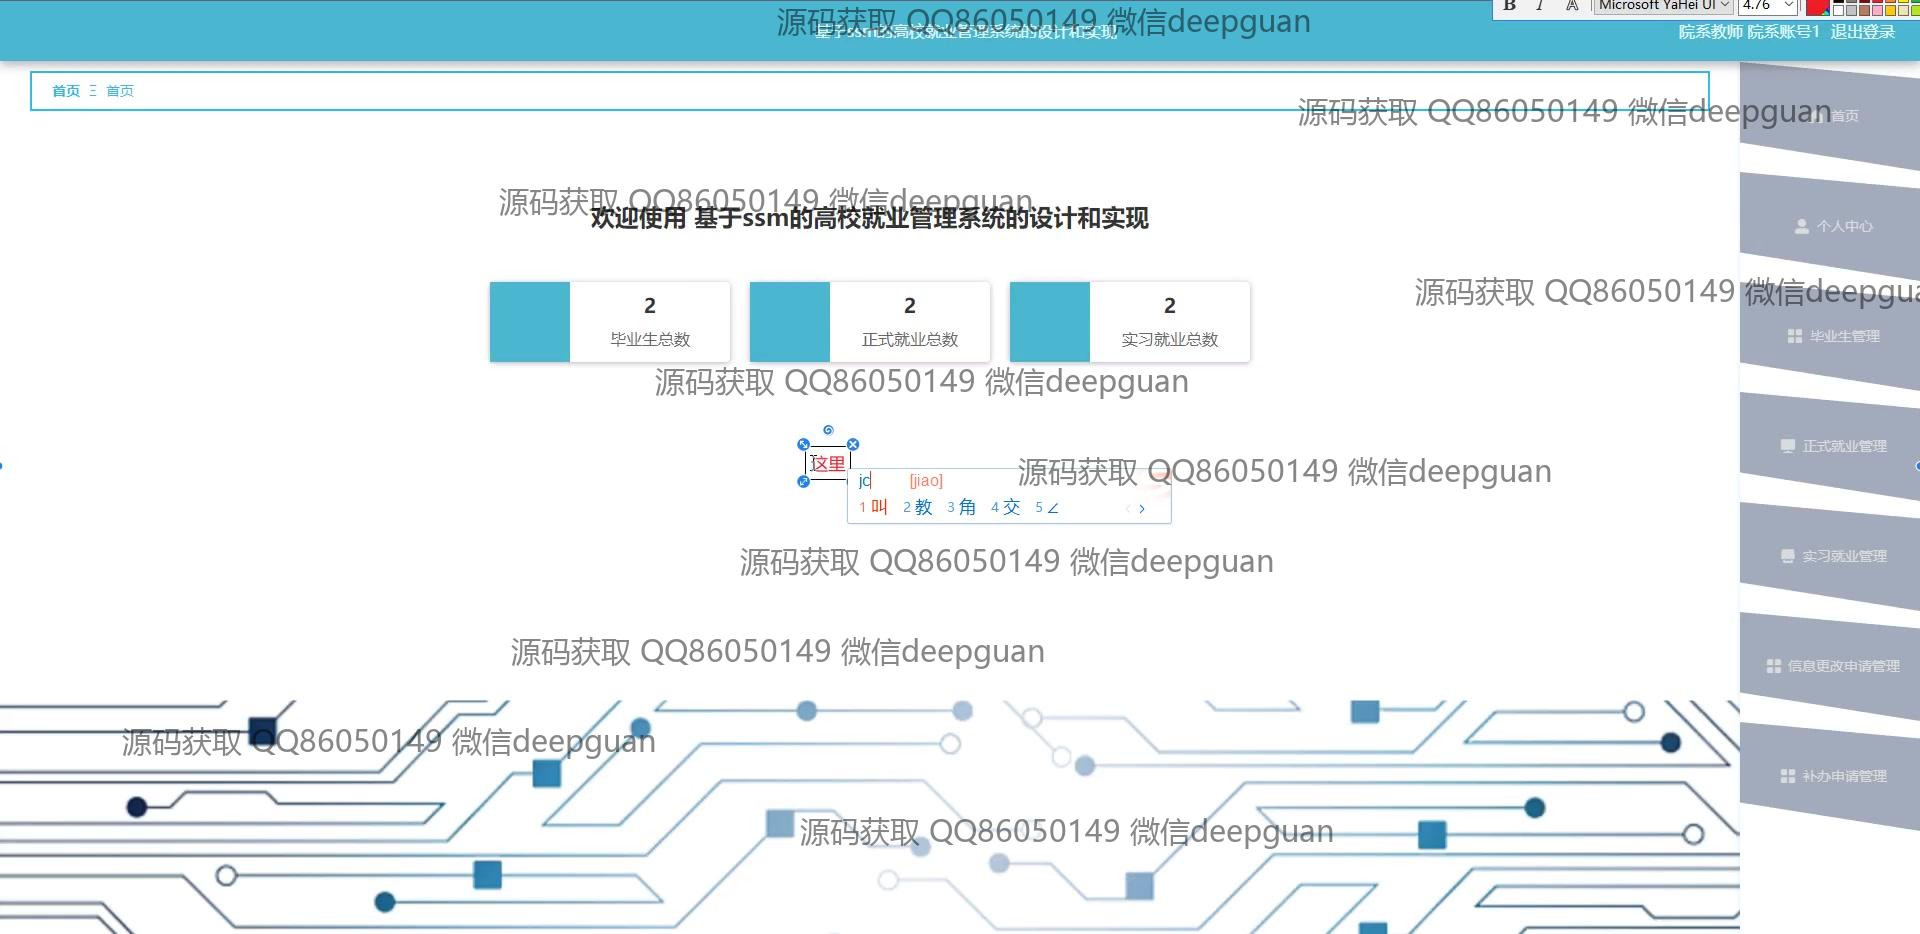 B I A Microsoft YaHei UI 4.76
源码获取 QQ86050149 微信deepguan
基于ssm的高校就业管理系统的设计和实现
院系教师 院系账号1 退出登录
首页 首页
源码获取 QQ86050149 微信deepguan
首页
源码获取 QQ86050149 微信deepguan
欢迎使用 基于ssm的高校就业管理系统的设计和实现
个人中心
源码获取 QQ86050149 微信deepgua
2
毕业生总数
2
正式就业总数
2
实习就业总数
毕业生管理
源码获取 QQ86050149 微信deepguan
正式就业管理
这里
源码获取 QQ86050149 微信deepguan
jc [jiao]
1 叫 2 教 3 角 4 交 5 ㄥ
源码获取 QQ86050149 微信deepguan
实习就业管理
源码获取 QQ86050149 微信deepguan
信息更改申请管理
源码获取 QQ86050149 微信deepguan
补办申请管理
源码获取 QQ86050149 微信deepguan